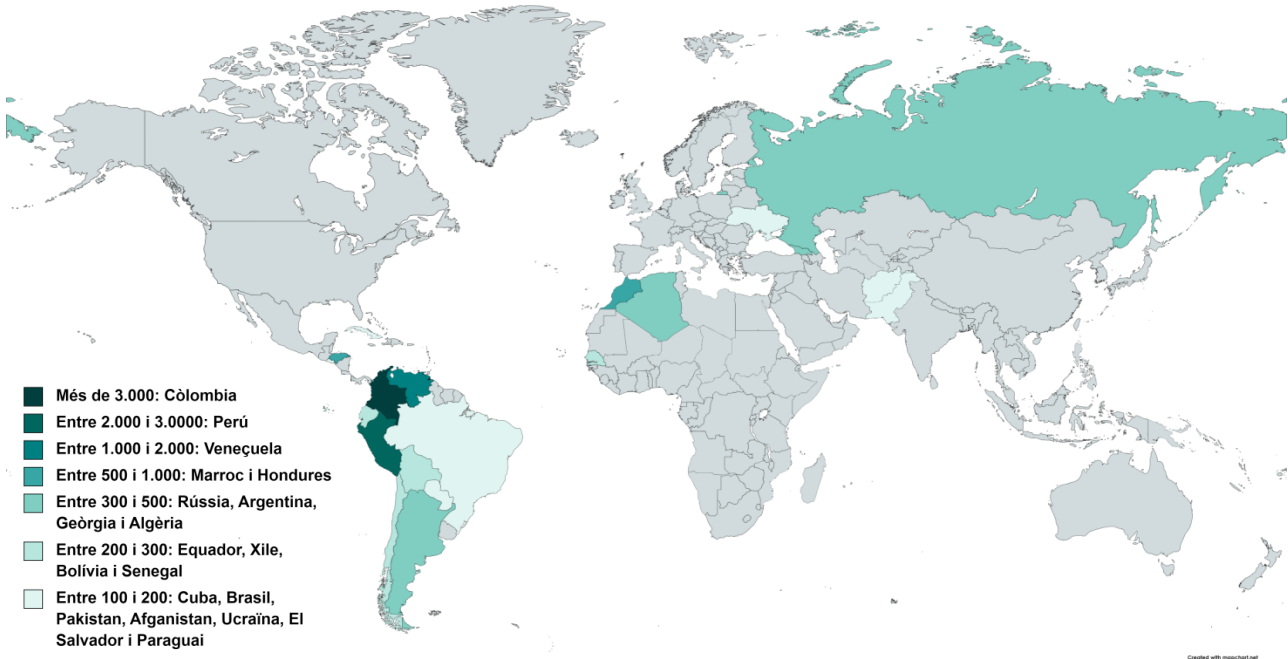 Més de 3.000: Còlombia
Entre 2.000 i 3.0000: Perú
Entre 1.000 i 2.000: Veneçuela
Entre 500 i 1.000: Marroc i Hondures
Entre 300 i 500: Rússia, Argentina,
Geòrgia i Algèria
Entre 200 i 300: Equador, Xile,
Bolívia i Senegal
Entre 100 i 200: Cuba, Brasil,
Pakistan, Afganistan, Ucraïna, El
Salvador i Paraguai
Created with mapchart.net